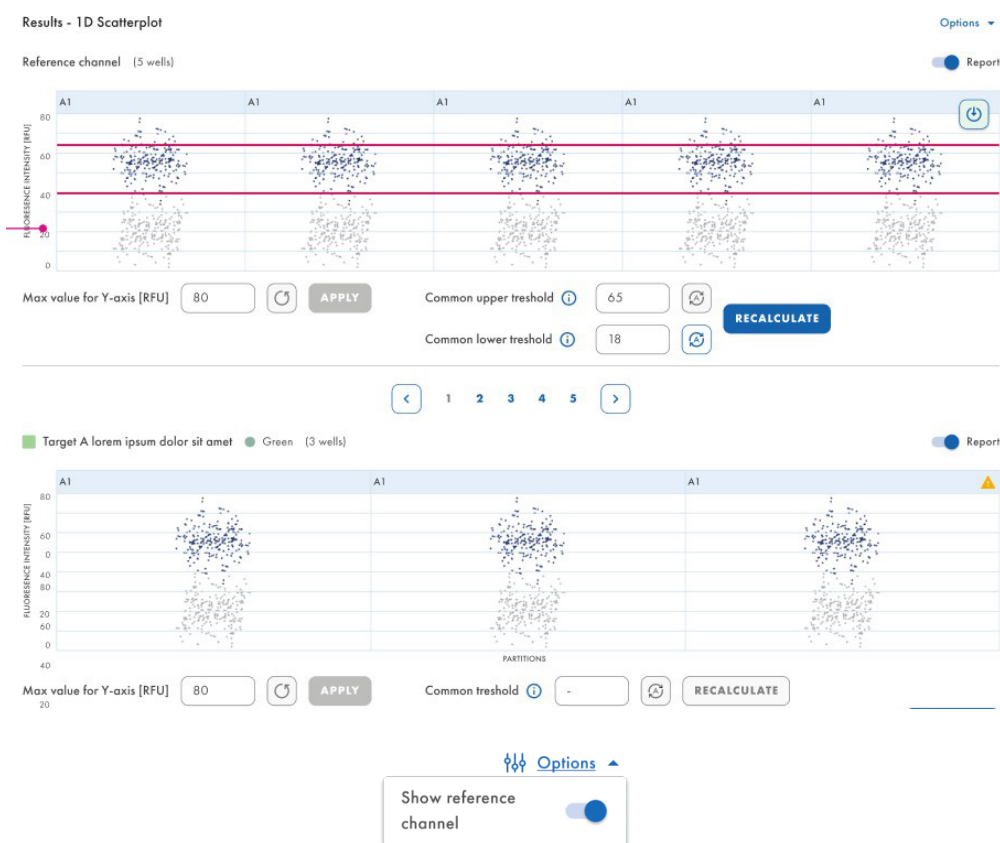 Results - 1D Scatterplot Options
Reference channel (5 wells) Report
A1 A1 A1 A1 A1
80
60
40
20
0
FLUORESENCE INTENSITY [RFU]
Max value for Y-axis [RFU] 80 APPLY Common upper treshold 65
RECALCULATE
Common lower treshold 18
1 2 3 4 5
Target A lorem ipsum dolor sit amet Green (3 wells) Report
A1 A1 A1
80
60
0
40
80
20
60
0
40
FLUORESENCE INTENSITY [RFU]
PARTITIONS
Max value for Y-axis [RFU] 80 APPLY Common treshold - RECALCULATE
20
Options
Show reference
channel